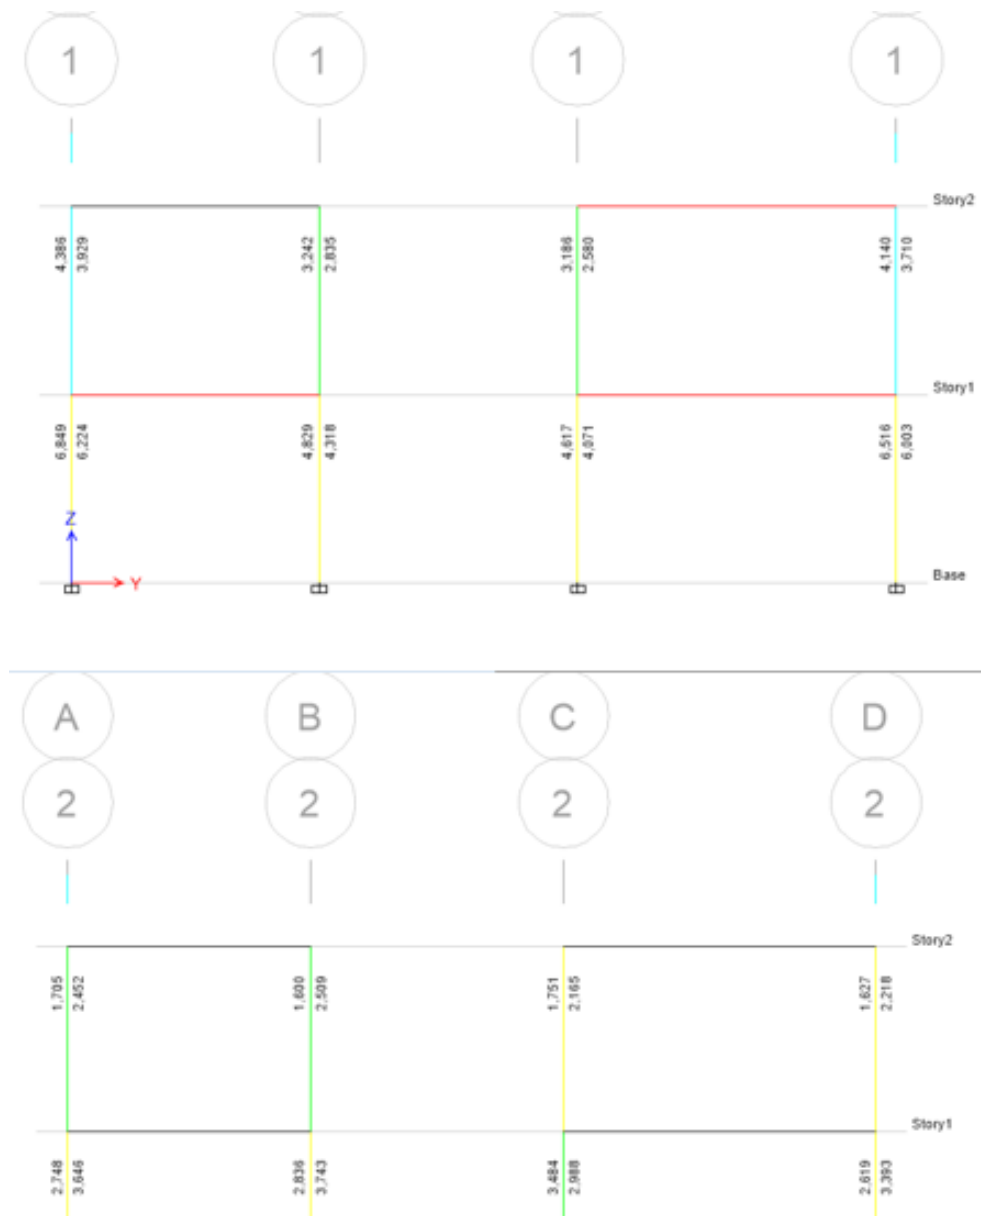 1 1 1 1
Story2
4,386 3,929 3,242 2,835 3,186 2,580 4,140 3,710
Story1
6,849 6,224 4,829 4,318 4,617 4,071 6,516 6,003
Z
Y
Base
A B C D
2 2 2 2
Story2
1,705 2,452 1,600 2,509 1,751 2,165 1,627 2,218
Story1
2,748 3,646 2,836 3,743 3,484 2,988 2,619 3,393